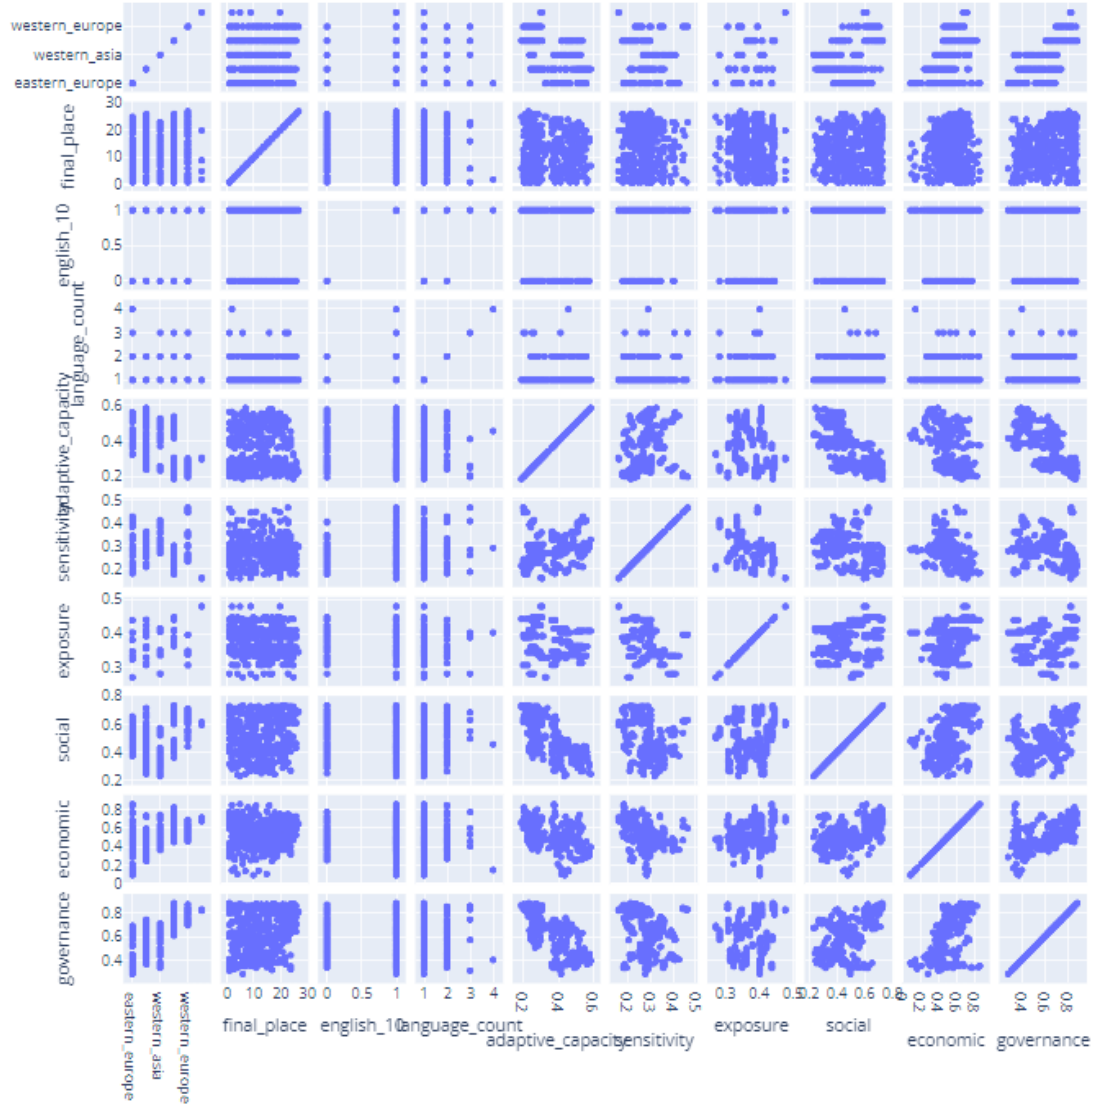 western_europe
western_asia
eastern_europe
final_place
30
20
10
0
english_10
1
0.5
0
language_count
4
3
2
1
adaptive_capacity
0.6
0.4
0.2
sensitivity
0.5
0.4
0.3
0.2
exposure
0.5
0.4
0.3
social
0.8
0.6
0.4
0.2
economic
0.8
0.6
0.4
0.2
0
governance
0.8
0.6
0.4
eastern_europe
western_asia
western_europe
0 10 20 30
0 0.5 1
1 2 3 4
0.2 0.4 0.6
0.2 0.3 0.4 0.5
0.3 0.4 0.5
0.2 0.4 0.6 0.8
0 0.2 0.4 0.6 0.8
0.4 0.6 0.8
final_place english_10 language_count adaptive_capacity sensitivity exposure social economic governance